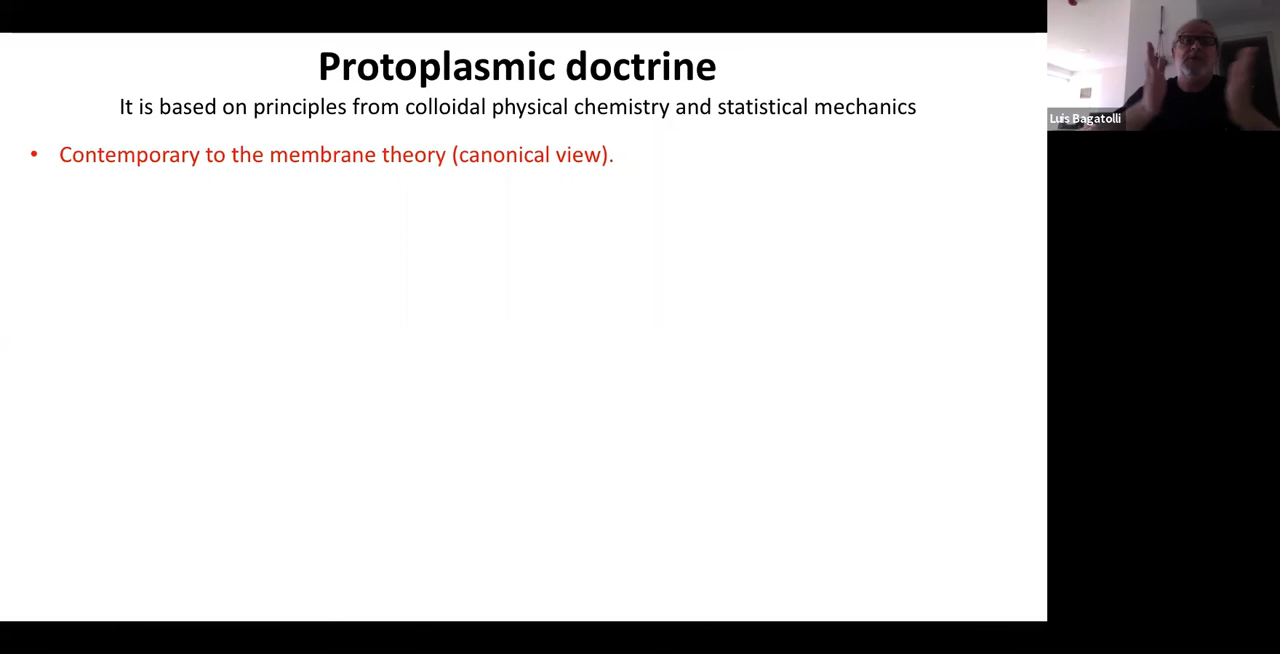 Protoplasmic doctrine
It is based on principles from colloidal physical chemistry and statistical mechanics
• Contemporary to the membrane theory (canonical view).
Luis Bagatolli